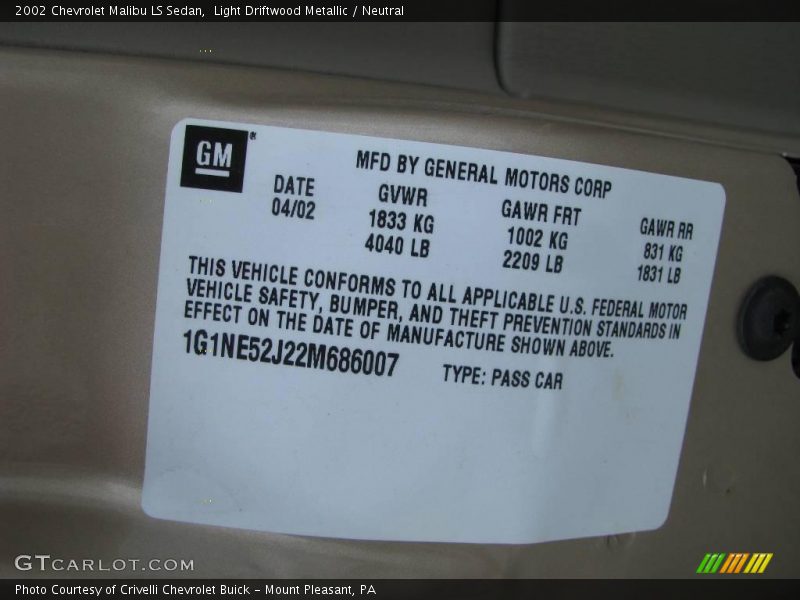 2002 Chevrolet Malibu LS Sedan,  Light Driftwood Metallic / Neutral
GM®
MFD BY GENERAL MOTORS CORP
DATE GVWR GAWR FRT GAWR RR
04/02 1833 KG 1002 KG 831 KG
4040 LB 2209 LB 1831 LB
THIS VEHICLE CONFORMS TO ALL APPLICABLE U.S. FEDERAL MOTOR
VEHICLE SAFETY, BUMPER, AND THEFT PREVENTION STANDARDS IN
EFFECT ON THE DATE OF MANUFACTURE SHOWN ABOVE.
1G1NE52J22M686007 TYPE: PASS CAR
GTCARLOT.COM
Photo Courtesy of Crivelli Chevrolet Buick - Mount Pleasant, PA